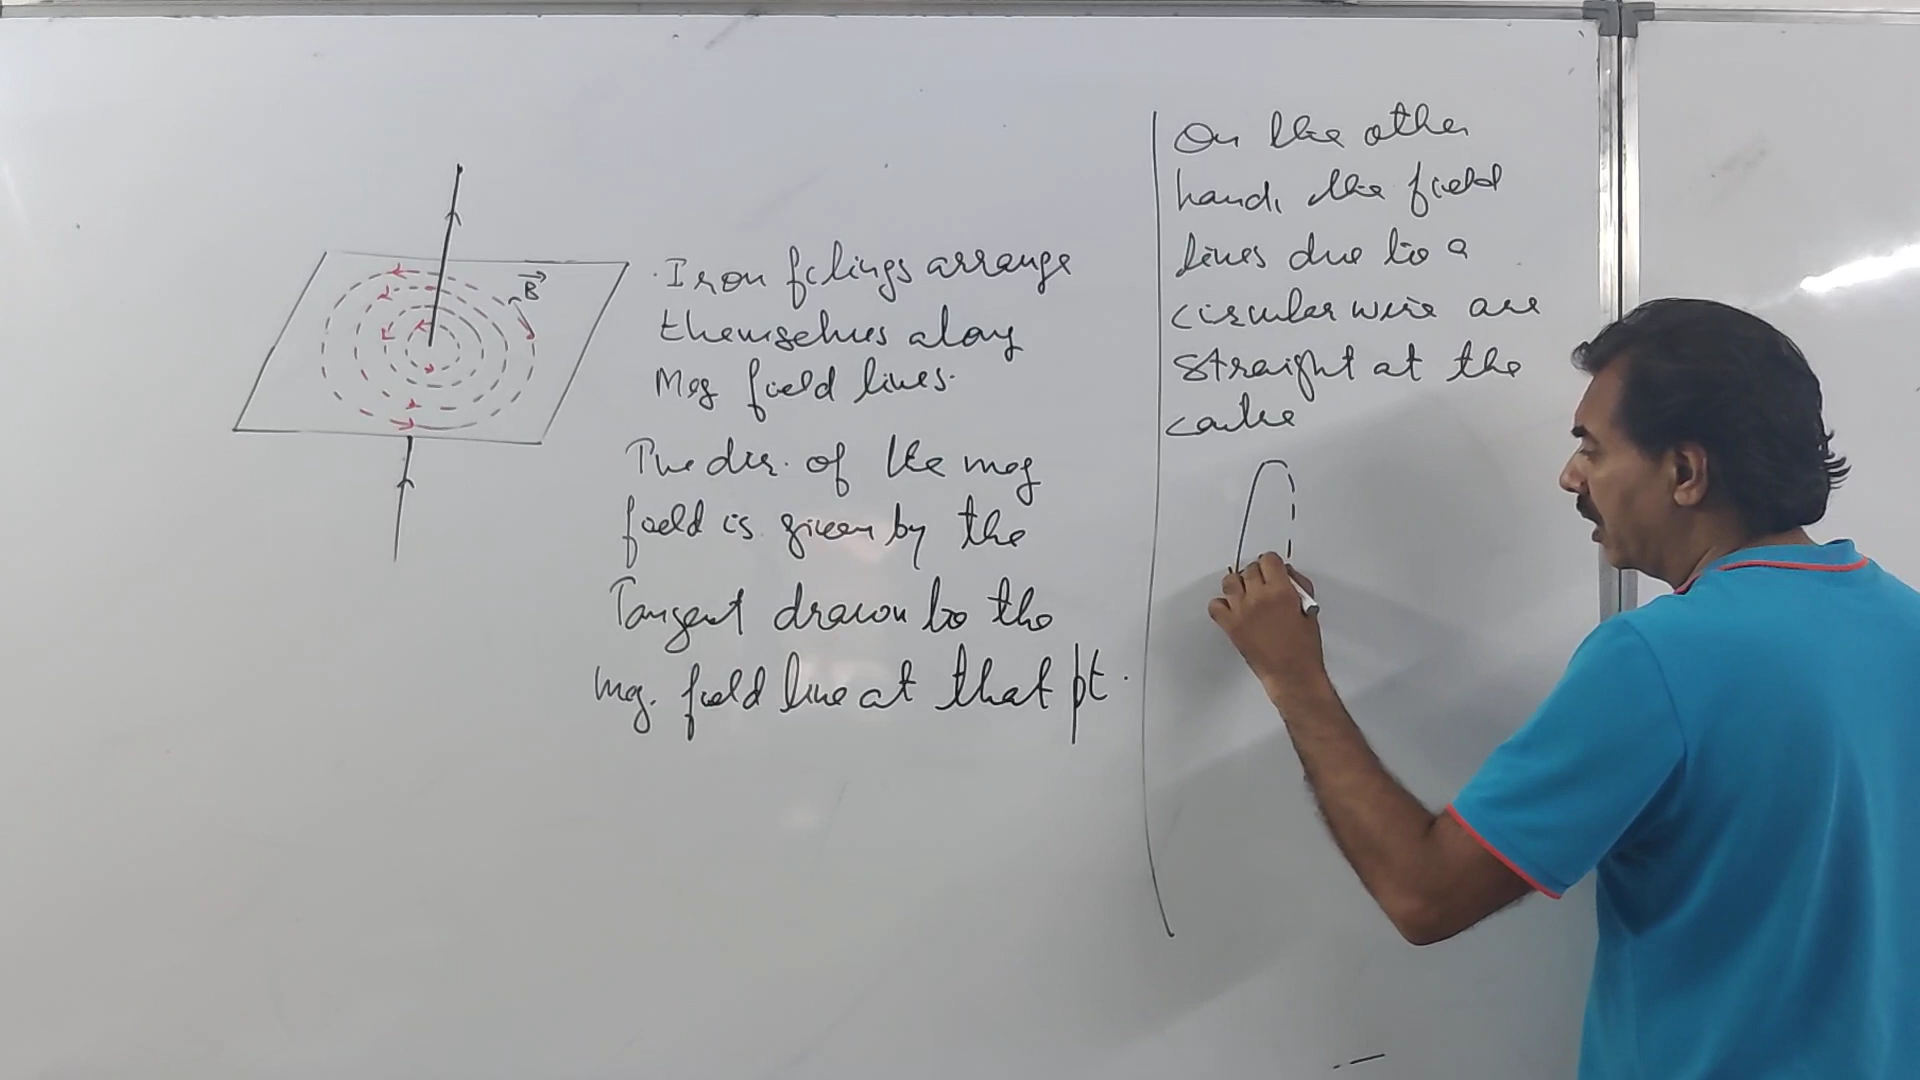 B
Iron filings arrange
themselves along
Mag field lines.
The dir. of the mag
field is given by the
Tangent drawn to the
mag. field line at that pt.
On the other
hand, the field
lines due to a
circular wire are
straight at the
centre